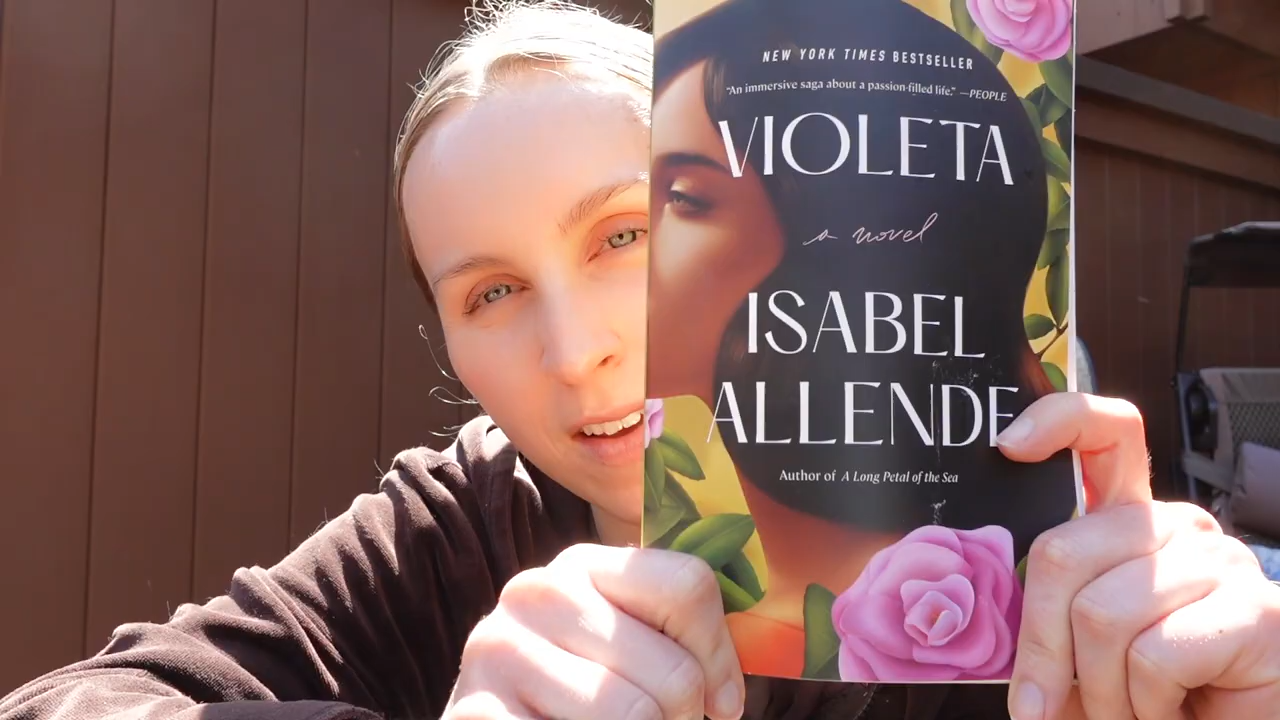 NEW YORK TIMES BESTSELLER
"An immersive saga about a passion-filled life." —PEOPLE
VIOLETA
a novel
ISABEL
ALLENDE
Author of A Long Petal of the Sea